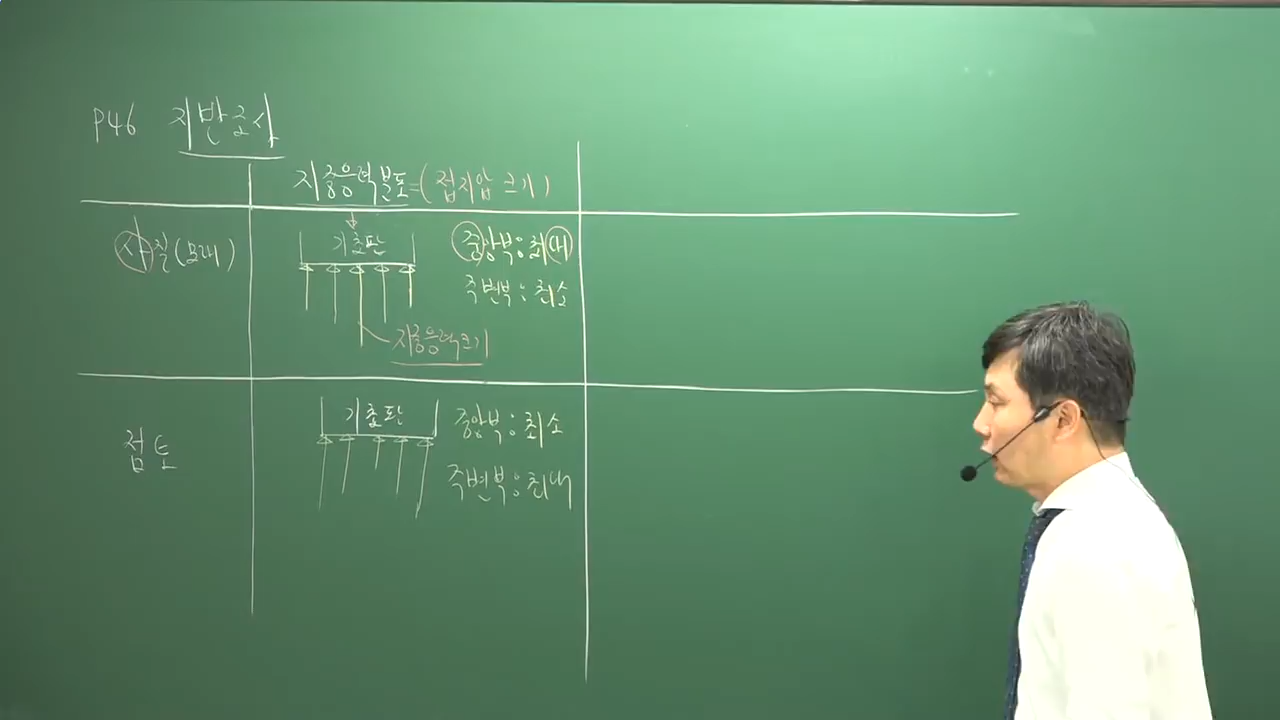 P46 지반조사
지중응력분포=(접지압 크기)
사질(모래)
기초판
중앙부:최대
주변부:최소
지중응력크기
점토
기초판
중앙부:최소
주변부:최대